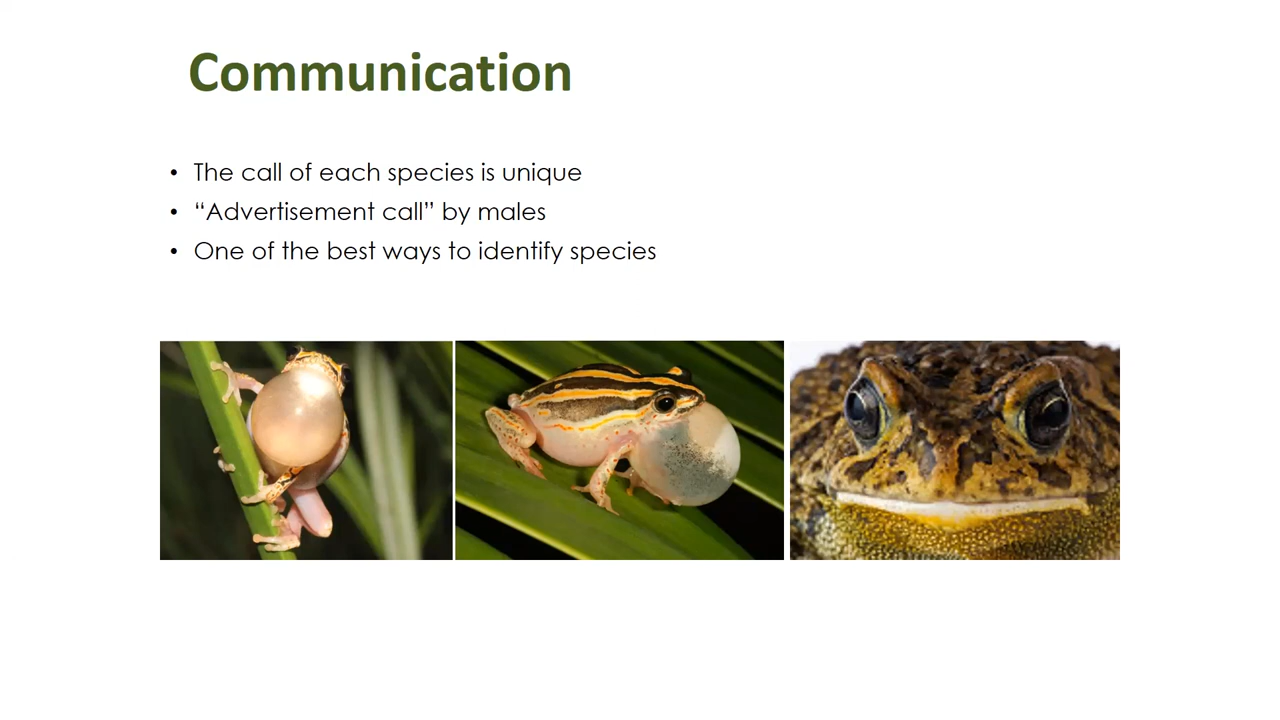 Communication
• The call of each species is unique
• “Advertisement call” by males
• One of the best ways to identify species